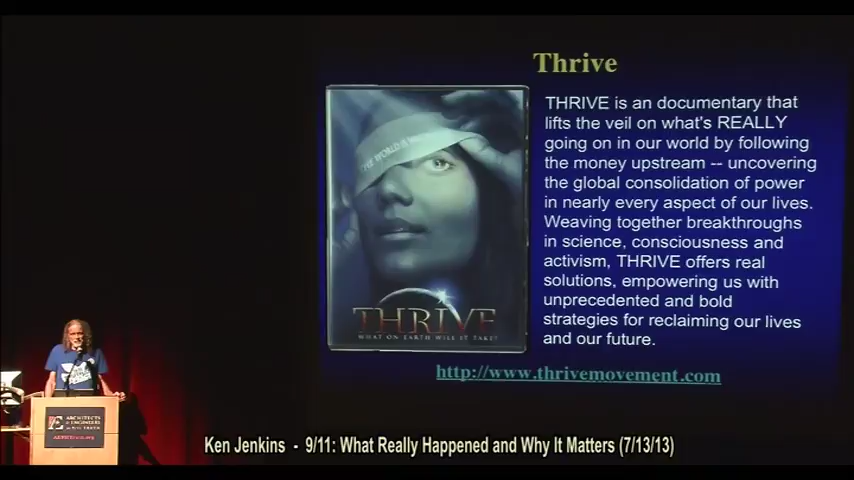 Thrive
THRIVE is an documentary that
lifts the veil on what's REALLY
going on in our world by following
the money upstream -- uncovering
the global consolidation of power
in nearly every aspect of our lives.
Weaving together breakthroughs
in science, consciousness and
activism, THRIVE offers real
solutions, empowering us with
unprecedented and bold
strategies for reclaiming our lives
and our future.
THE WORLD IS
THRIVE
WHAT ON EARTH WILL IT TAKE?
http://www.thrivemovement.com
ARCHITECTS
ENGINEERS
Ken Jenkins - 9/11: What Really Happened and Why It Matters (7/13/13)